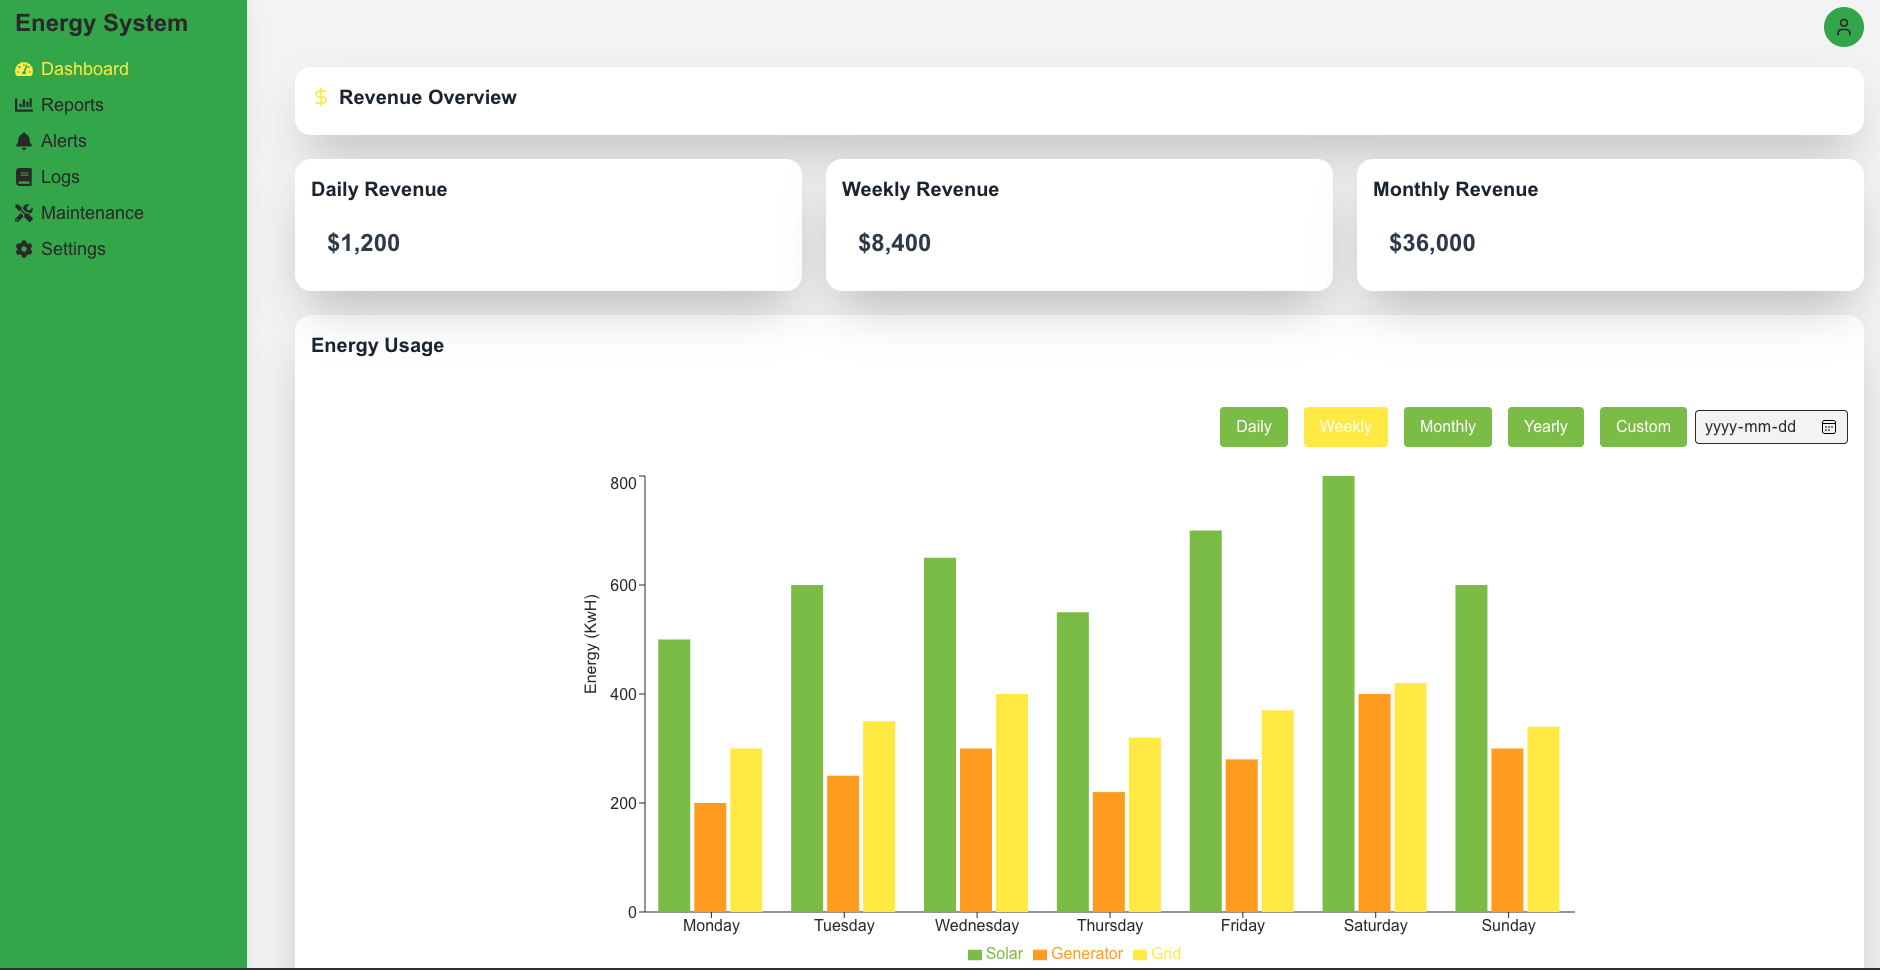 Energy System
Dashboard
Reports
Alerts
Logs
Maintenance
Settings
$ Revenue Overview
Daily Revenue
$1,200
Weekly Revenue
$8,400
Monthly Revenue
$36,000
Energy Usage
Daily Weekly Monthly Yearly Custom yyyy-mm-dd
800
600
400
200
0
Energy (KwH)
Monday Tuesday Wednesday Thursday Friday Saturday Sunday
Solar Generator Grid